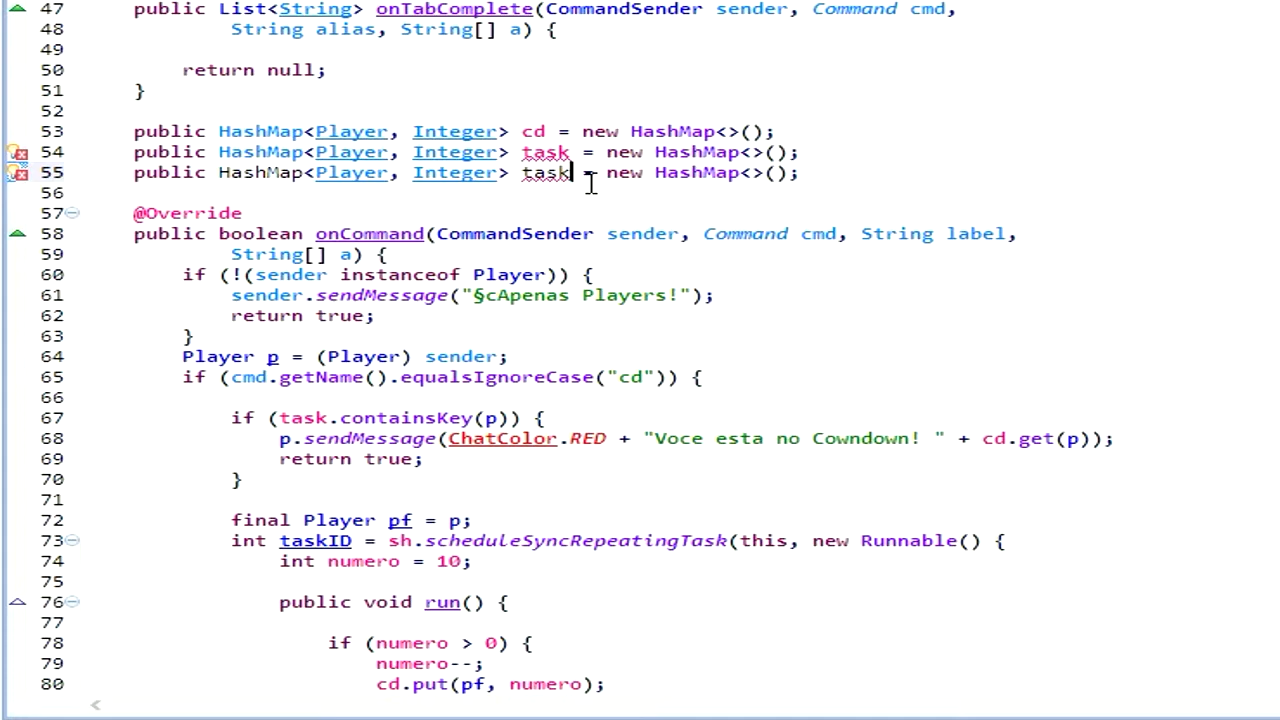 47 public List<String> onTabComplete(CommandSender sender, Command cmd,
48 String alias, String[] a) {
49
50 return null;
51 }
52
53 public HashMap<Player, Integer> cd = new HashMap<>();
54 public HashMap<Player, Integer> task = new HashMap<>();
55 public HashMap<Player, Integer> task = new HashMap<>();
56
57 @Override
58 public boolean onCommand(CommandSender sender, Command cmd, String label,
59 String[] a) {
60 if (!(sender instanceof Player)) {
61 sender.sendMessage("§cApenas Players!");
62 return true;
63 }
64 Player p = (Player) sender;
65 if (cmd.getName().equalsIgnoreCase("cd")) {
66
67 if (task.containsKey(p)) {
68 p.sendMessage(ChatColor.RED + "Voce esta no Cowndown! " + cd.get(p));
69 return true;
70 }
71
72 final Player pf = p;
73 int taskID = sh.scheduleSyncRepeatingTask(this, new Runnable() {
74 int numero = 10;
75
76 public void run() {
77
78 if (numero > 0) {
79 numero--;
80 cd.put(pf, numero);